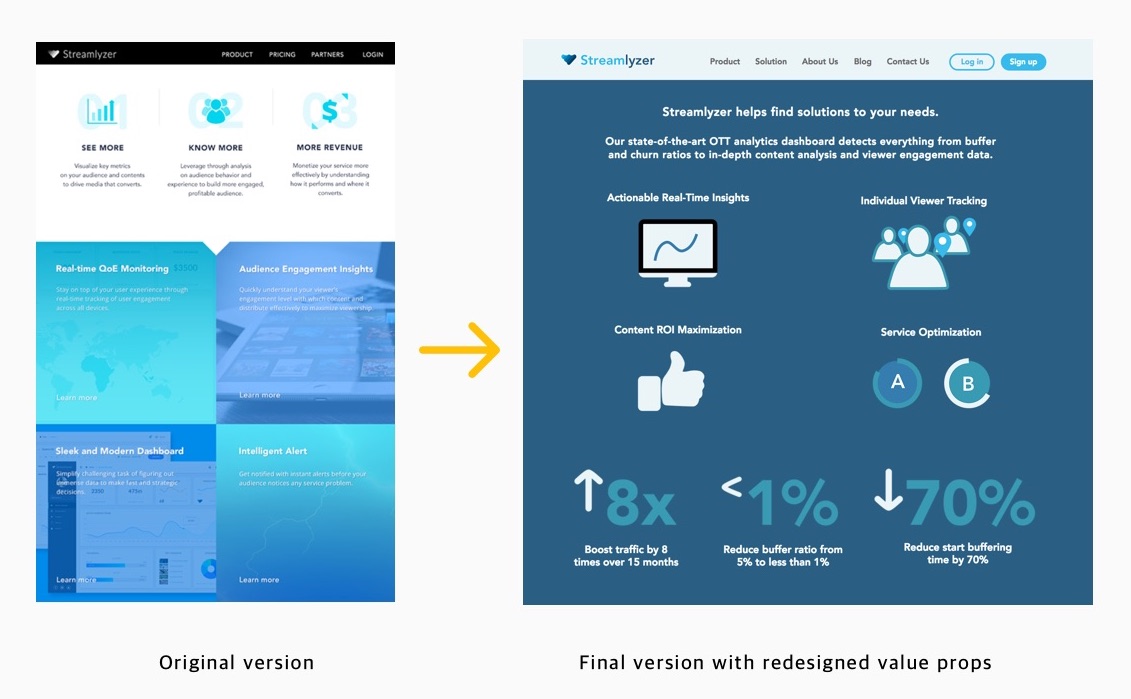 Streamlyzer
PRODUCT PRICING PARTNERS LOGIN
01 02 03
$
SEE MORE
Visualize key metrics
on your audience and contents
to drive media that converts.
KNOW MORE
Leverage through analysis
on audience behavior and
experience to build more engaged,
profitable audience.
MORE REVENUE
Monetize your service more
effectively by understanding
how it performs and where it
converts.
Real-time QoE Monitoring
$3500
Stay on top of your user experience through
real-time tracking of user engagement
across all devices.
Learn more
Audience Engagement Insights
Quickly understand your viewer's
engagement level with which content and
distribute effectively to maximize viewership.
Learn more
Sleek and Modern Dashboard
Simplify challenging task of figuring out
immense data to make fast and strategic
decisions.
Learn more
Intelligent Alert
Get notified with instant alerts before your
audience notices any service problem.
Learn more
Original version
Streamlyzer
Product Solution About Us Blog Contact Us Log in Sign up
Streamlyzer helps find solutions to your needs.
Our state-of-the-art OTT analytics dashboard detects everything from buffer
and churn ratios to in-depth content analysis and viewer engagement data.
Actionable Real-Time Insights
Individual Viewer Tracking
Content ROI Maximization
Service Optimization
A B
8x
Boost traffic by 8
times over 15 months
<1%
Reduce buffer ratio from
5% to less than 1%
70%
Reduce start buffering
time by 70%
Final version with redesigned value props